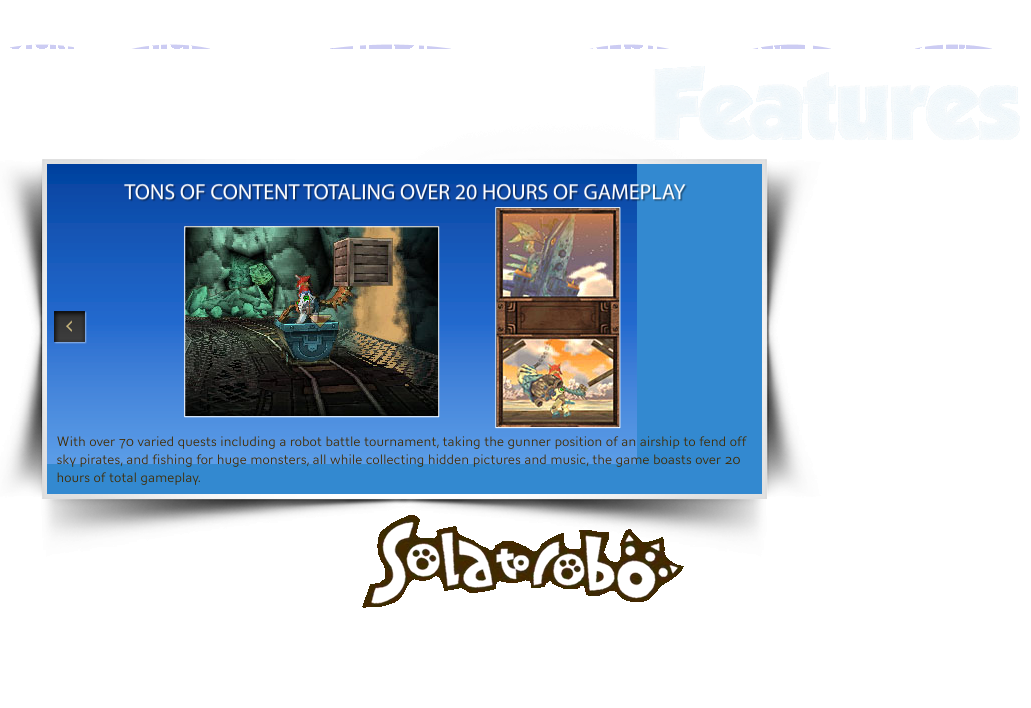 Features
TONS OF CONTENT TOTALING OVER 20 HOURS OF GAMEPLAY
With over 70 varied quests including a robot battle tournament, taking the gunner position of an airship to fend off
sky pirates, and fishing for huge monsters, all while collecting hidden pictures and music, the game boasts over 20
hours of total gameplay.
Solatorobo